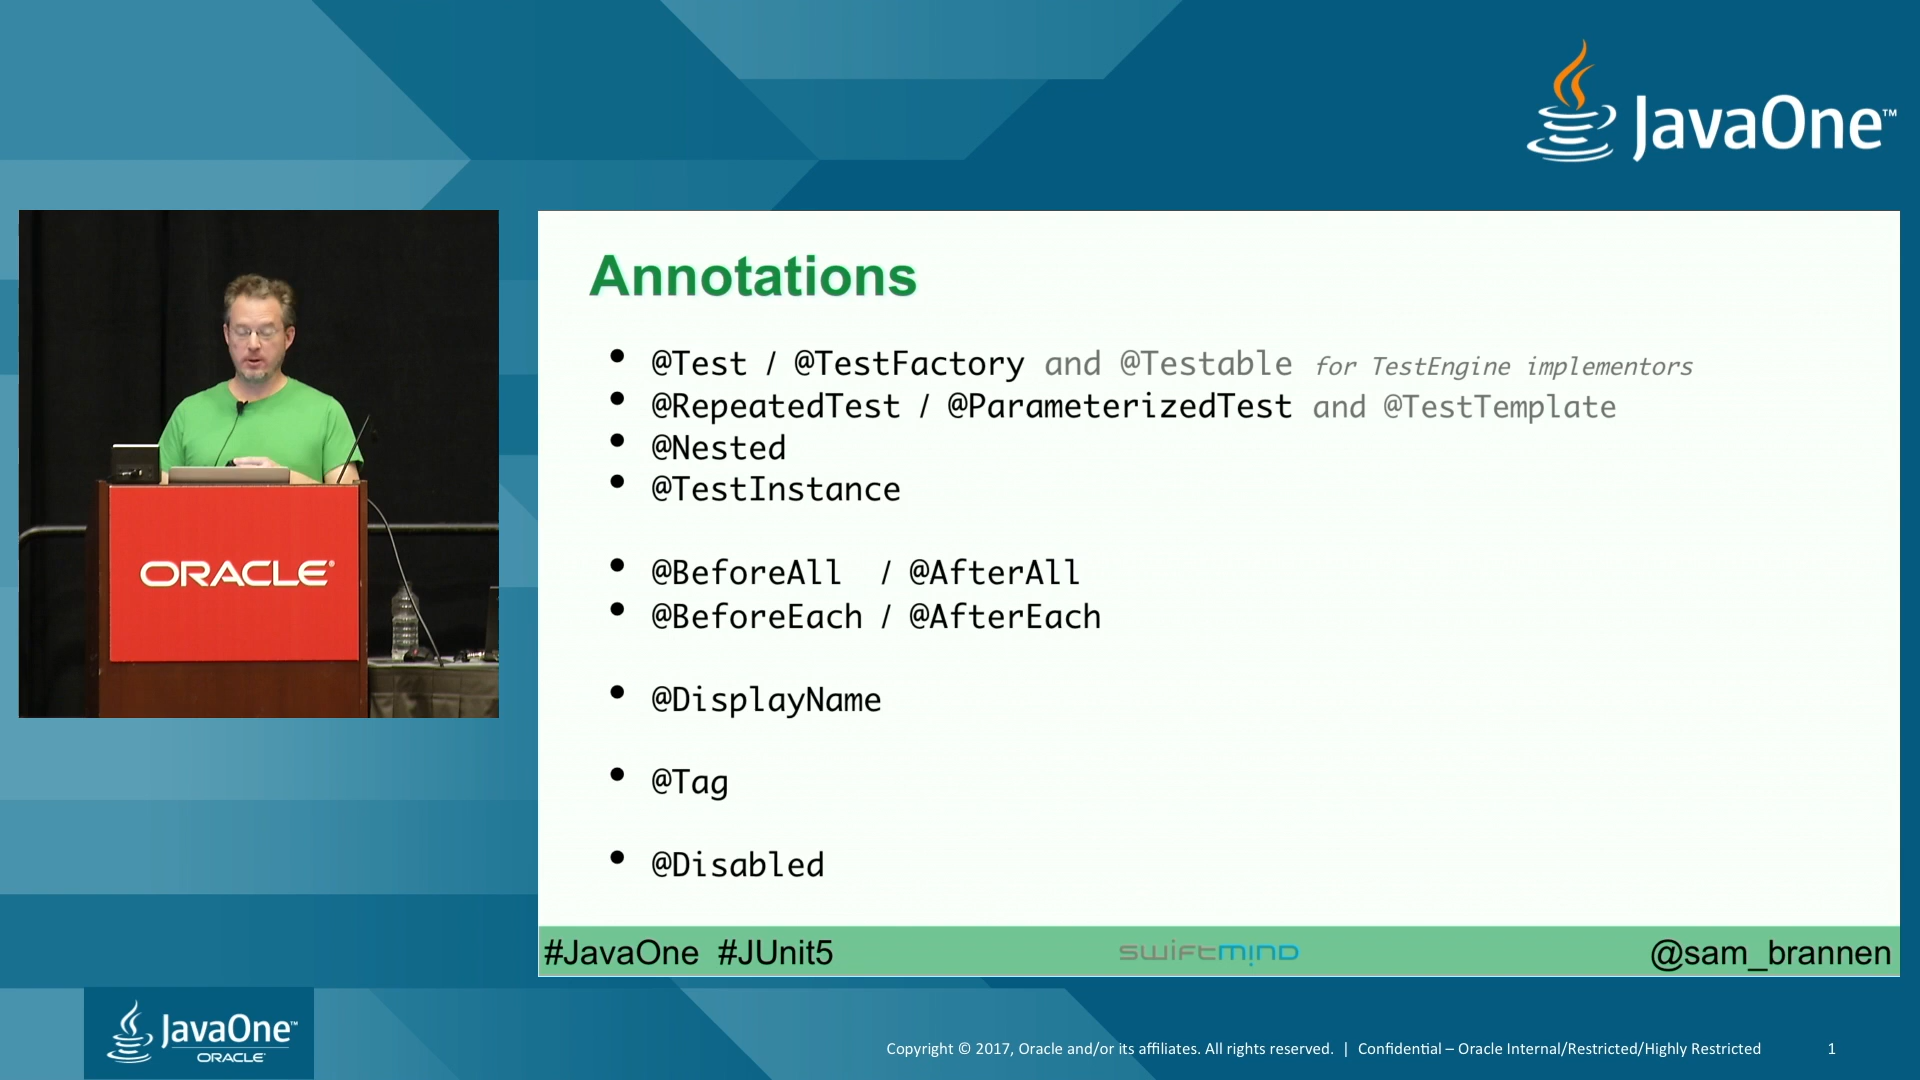 JavaOne™
Annotations
• @Test / @TestFactory and @Testable for TestEngine implementors
• @RepeatedTest / @ParameterizedTest and @TestTemplate
• @Nested
• @TestInstance
• @BeforeAll / @AfterAll
• @BeforeEach / @AfterEach
• @DisplayName
• @Tag
• @Disabled
#JavaOne #JUnit5
swiftmind
@sam_brannen
ORACLE®
JavaOne™
ORACLE®
Copyright © 2017, Oracle and/or its affiliates. All rights reserved. | Confidential – Oracle Internal/Restricted/Highly Restricted 1